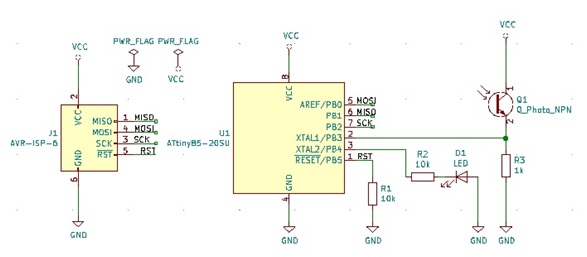 VCC
PWR_FLAG
PWR_FLAG
GND
VCC
2
VCC
J1
AVR-ISP-6
MISO
1
MISO
MOSI
4
MOSI
SCK
3
SCK
RST
5
RST
GND
6
GND
VCC
8
VCC
U1
ATtiny85-20SU
AREF/PB0
5
MOSI
PB1
6
MISO
PB2
7
SCK
XTAL1/PB3
2
XTAL2/PB4
3
RESET/PB5
1
RST
GND
4
GND
R1
10k
GND
R2
10k
D1
LED
GND
VCC
1
Q1
Q_Photo_NPN
2
R3
1k
GND